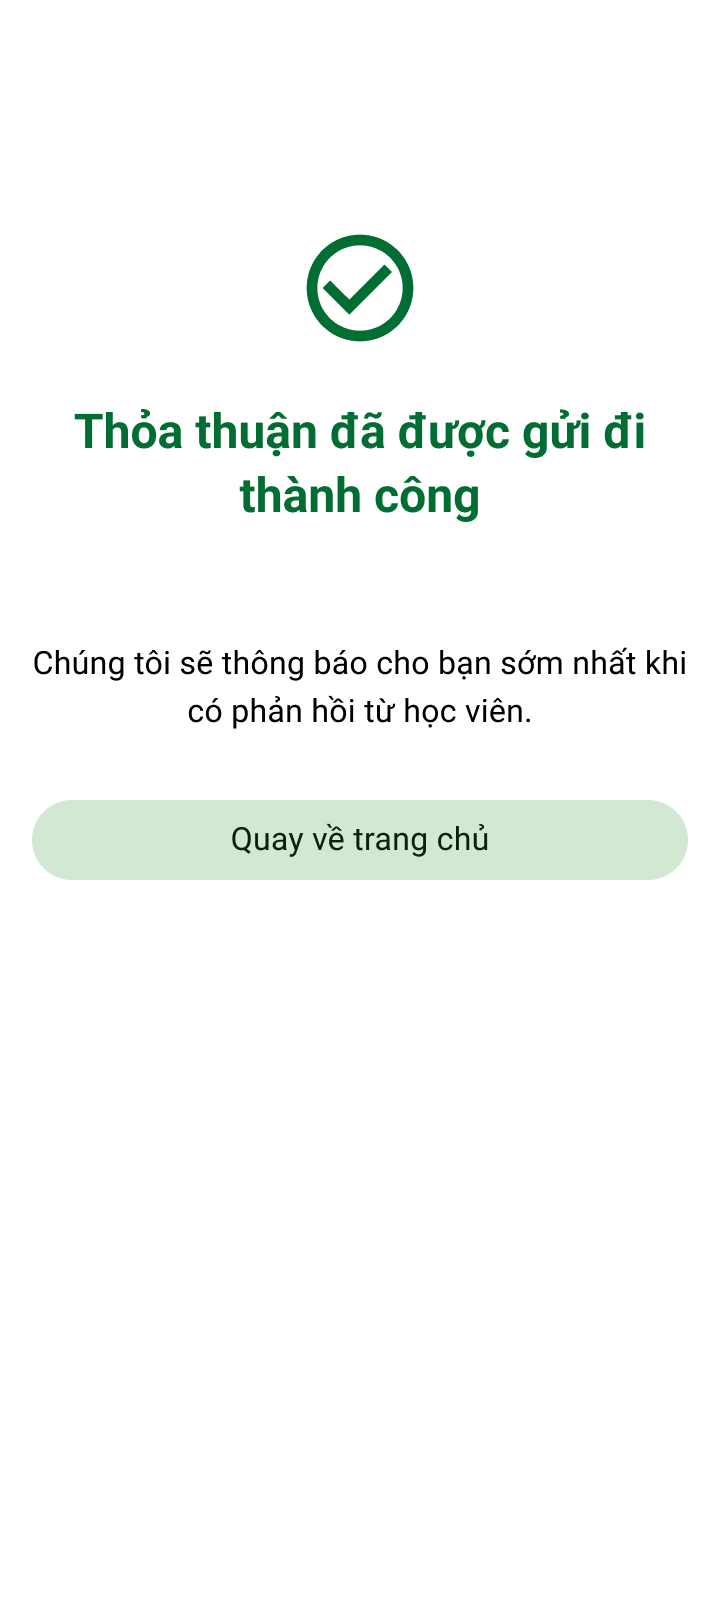 Thỏa thuận đã được gửi đi
thành công
Chúng tôi sẽ thông báo cho bạn sớm nhất khi
có phản hồi từ học viên.
Quay về trang chủ